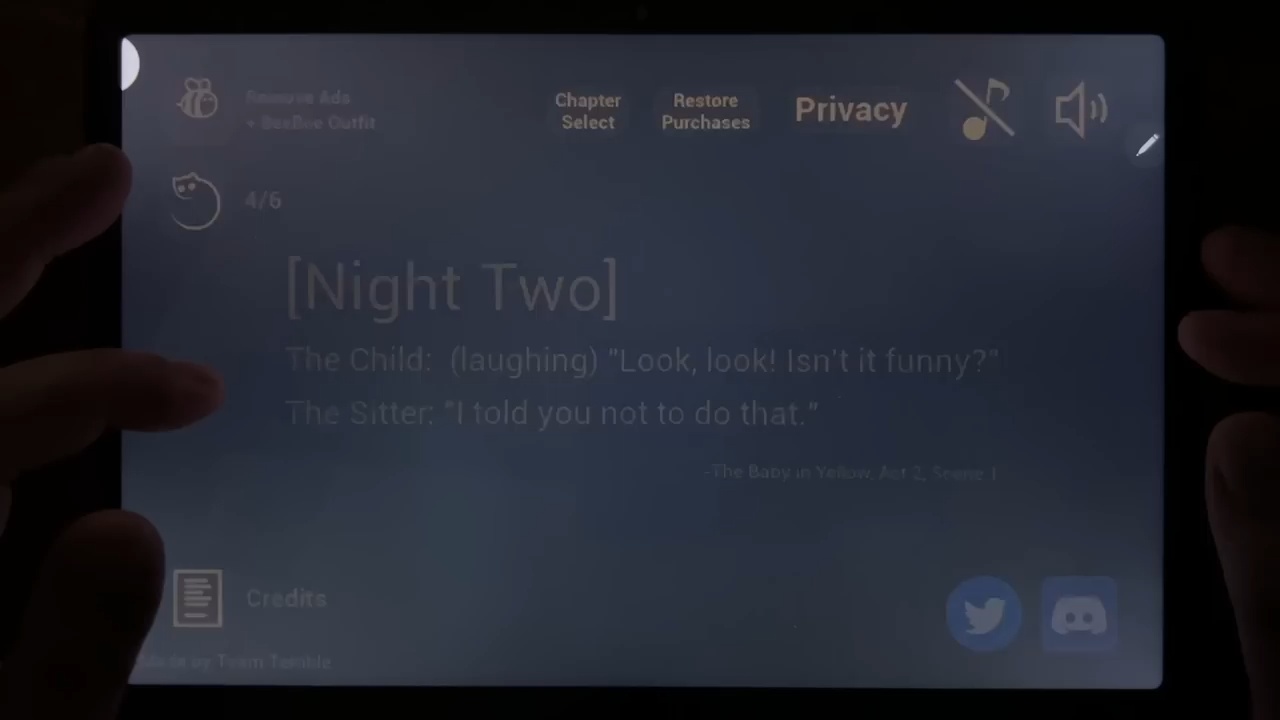 Remove Ads
+ BeeBee Outfit
Chapter
Select
Restore
Purchases
Privacy
4/6
[Night Two]
The Child:  (laughing) "Look, look! Isn't it funny?"
The Sitter: "I told you not to do that."
-The Baby in Yellow, Act 2, Scene 1
Credits
Made by Team Terrible